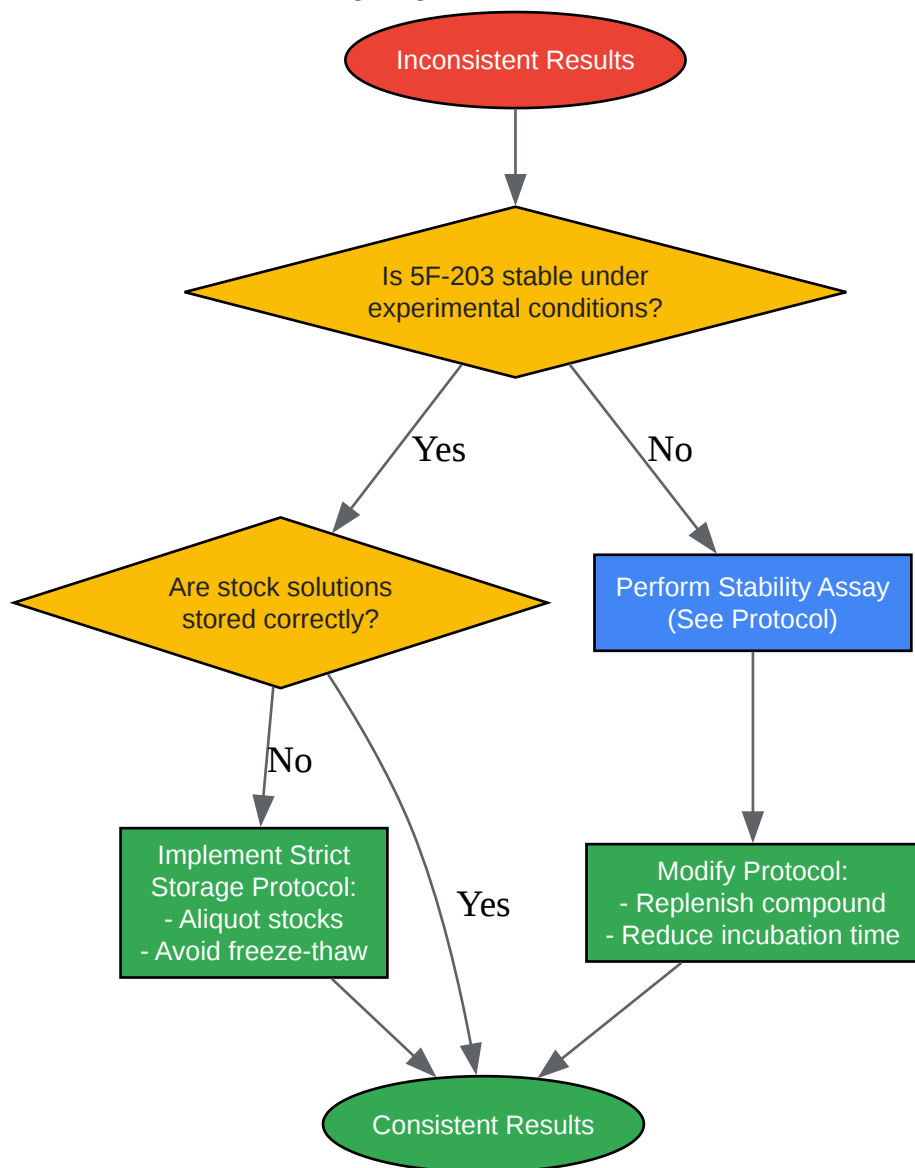 Inconsistent Results
Is 5F-203 stable under
experimental conditions?
Yes
No
Are stock solutions
stored correctly?
Perform Stability Assay
(See Protocol)
No
Implement Strict
Storage Protocol:
- Aliquot stocks
- Avoid freeze-thaw
Yes
Modify Protocol:
- Replenish compound
- Reduce incubation time
Consistent Results